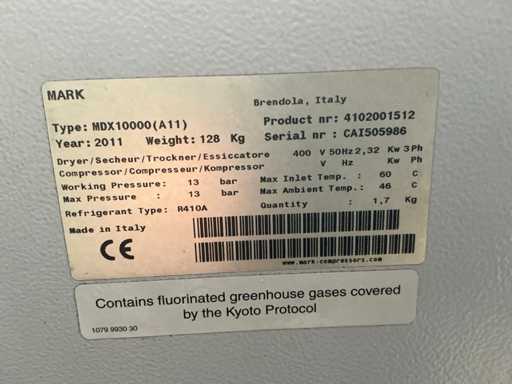 MARK
Brendola, Italy
Type: MDX10000(A11) Product nr: 4102001512
Year: 2011 Weight: 128 Kg Serial nr : CAI505986
Dryer/Secheur/Trockner/Essiccatore 400 V 50Hz 2,32 Kw 3Ph
Compressor/Compresseur/Kompressor V Hz Kw Ph
Working Pressure: 13 bar Max Inlet Temp. : 60 C
Max Pressure : 13 bar Max Ambient Temp.: 46 C
Refrigerant Type: R410A Quantity : 1,7 Kg
Made in Italy
CE
www.mark-compressors.com
Contains fluorinated greenhouse gases covered
by the Kyoto Protocol
1079 9930 30